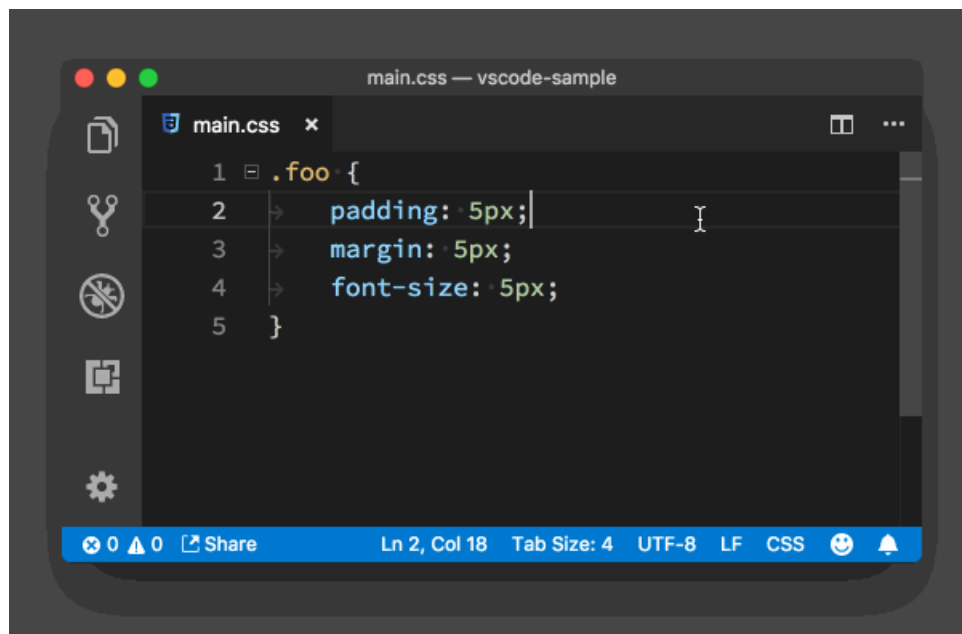 main.css — vscode-sample
main.css
1 .foo {
2 padding: 5px;
3 margin: 5px;
4 font-size: 5px;
5 }
0 0 Share Ln 2, Col 18 Tab Size: 4 UTF-8 LF CSS